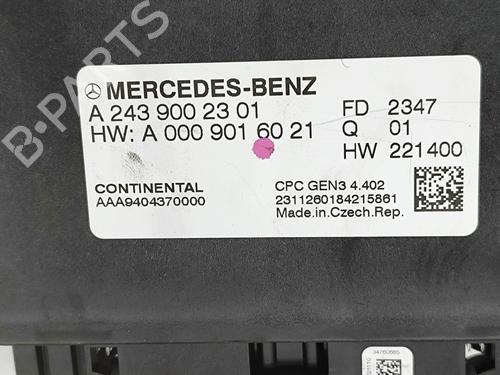 B-PARTS
MERCEDES-BENZ
A 243 900 23 01 FD 2347
HW: A 000 901 60 21 Q 01
HW 221400
CONTINENTAL CPC GEN3 4.402
AAA9404370000 2311260184215861
Made.in.Czech.Rep.
34760685